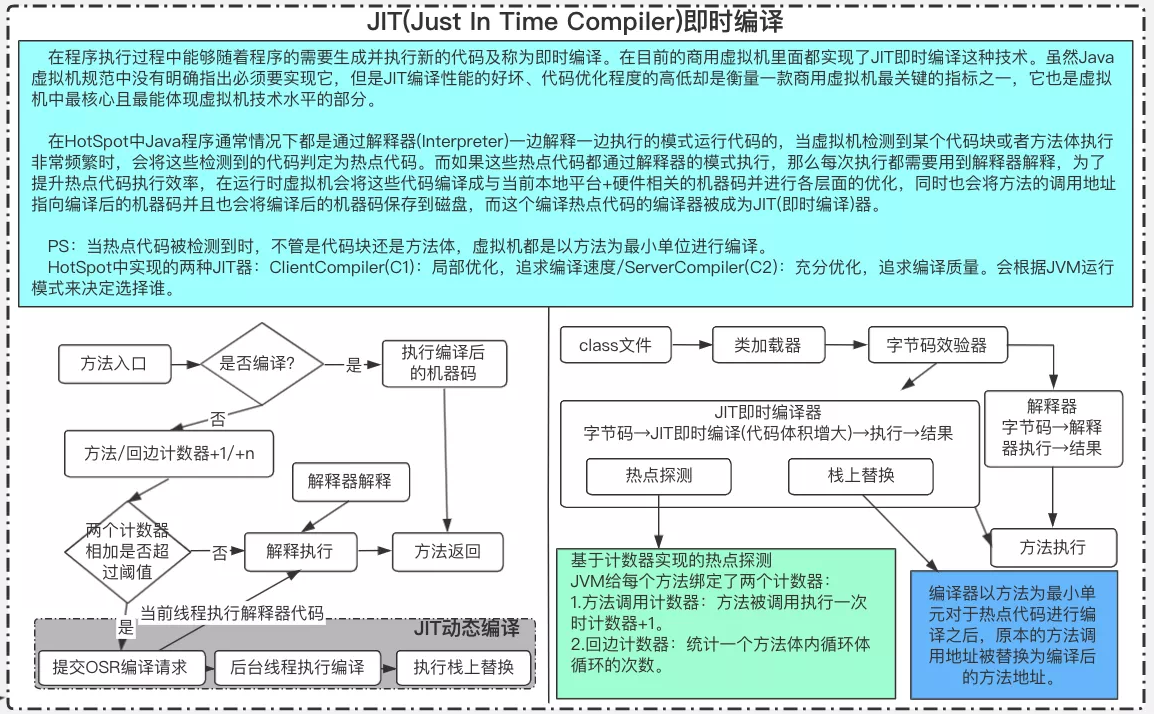 JIT(Just In Time Compiler)即时编译
在程序执行过程中能够随着程序的需要生成并执行新的代码及称为即时编译。在目前的商用虚拟机里面都实现了JIT即时编译这种技术。虽然Java
虚拟机规范中没有明确指出必须要实现它，但是JIT编译性能的好坏、代码优化程度的高低却是衡量一款商用虚拟机最关键的指标之一，它也是虚拟
机中最核心且最能体现虚拟机技术水平的部分。
在HotSpot中Java程序通常情况下都是通过解释器(Interpreter)一边解释一边执行的模式运行代码的，当虚拟机检测到某个代码块或者方法体执行
非常频繁时，会将这些检测到的代码判定为热点代码。而如果这些热点代码都通过解释器的模式执行，那么每次执行都需要用到解释器解释，为了
提升热点代码执行效率，在运行时虚拟机会将这些代码编译成与当前本地平台+硬件相关的机器码并进行各层面的优化，同时也会将方法的调用地址
指向编译后的机器码并且也会将编译后的机器码保存到磁盘，而这个编译热点代码的编译器被成为JIT(即时编译)器。
PS：当热点代码被检测到时，不管是代码块还是方法体，虚拟机都是以方法为最小单位进行编译。
HotSpot中实现的两种JIT器：ClientCompiler(C1)：局部优化，追求编译速度/ServerCompiler(C2)：充分优化，追求编译质量。会根据JVM运行
模式来决定选择谁。
方法入口
是否编译?
是
执行编译后
的机器码
否
方法/回边计数器+1/+n
解释器解释
两个计数器
相加是否超
过阈值
否
解释执行
方法返回
当前线程执行解释器代码
是
JIT动态编译
提交OSR编译请求
后台线程执行编译
执行栈上替换
class文件
类加载器
字节码效验器
JIT即时编译器
字节码→JIT即时编译(代码体积增大)→执行→结果
热点探测
栈上替换
解释器
字节码→解释
器执行→结果
方法执行
基于计数器实现的热点探测
JVM给每个方法绑定了两个计数器：
1.方法调用计数器：方法被调用执行一次
时计数器+1。
2.回边计数器：统计一个方法体内循环体
循环的次数。
编译器以方法为最小单
元对于热点代码进行编
译之后，原本的方法调
用地址被替换为编译后
的方法地址。